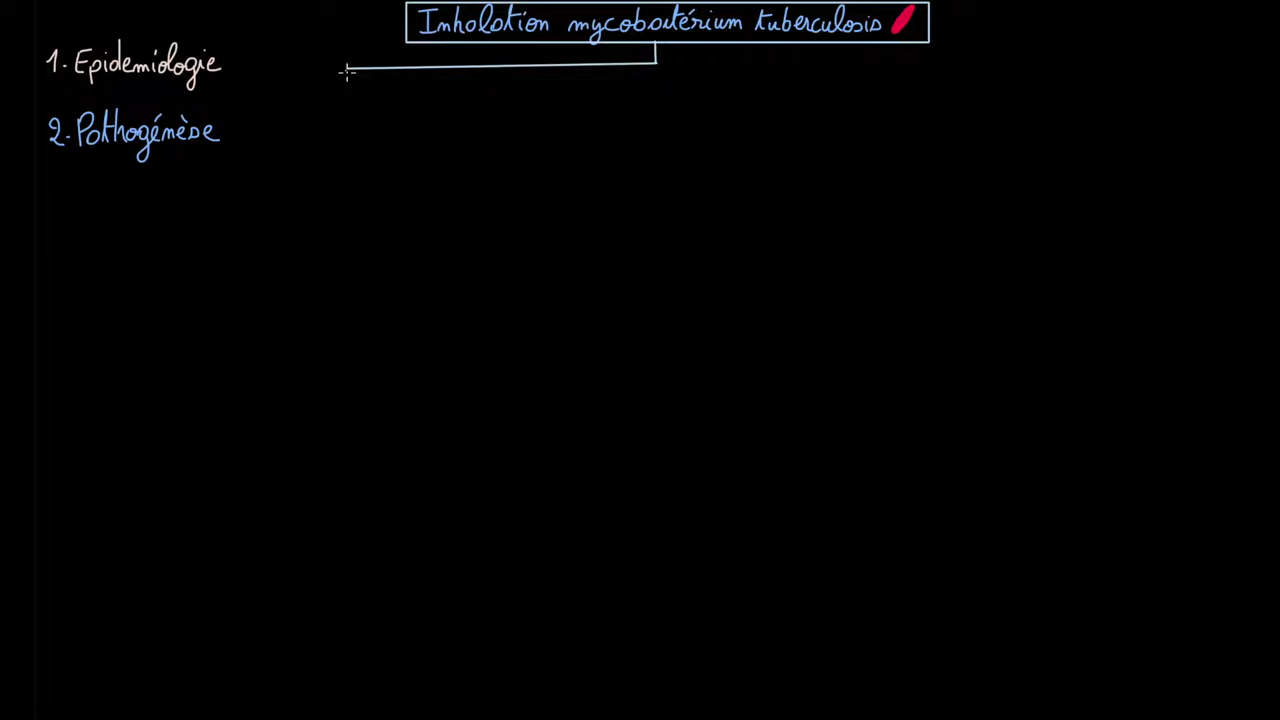 Inhalation mycobactérium tuberculosis
1. Epidemiologie
2. Pathogénèse